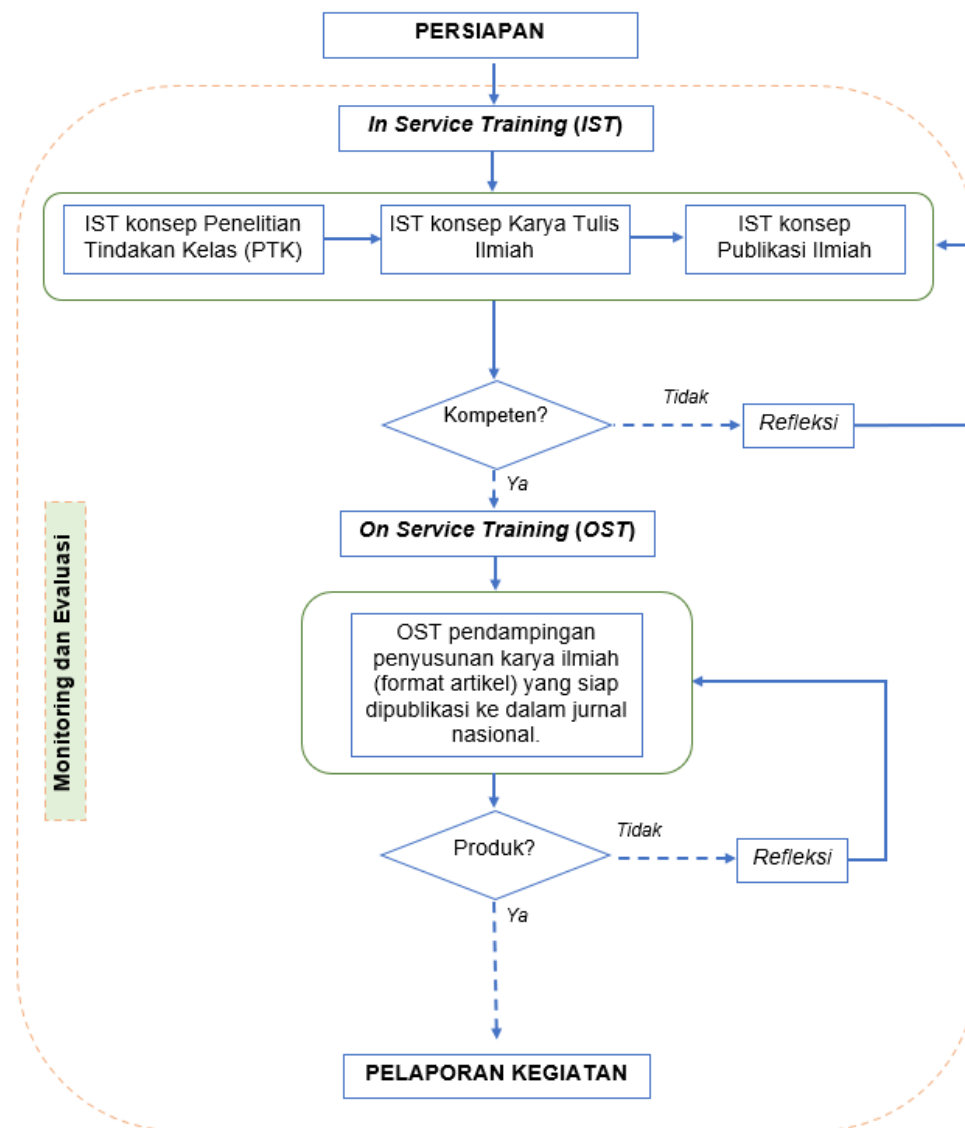 PERSIAPAN
In Service Training (IST)
IST konsep Penelitian
Tindakan Kelas (PTK)
IST konsep Karya Tulis
Ilmiah
IST konsep
Publikasi Ilmiah
Kompeten?
Tidak
Refleksi
Ya
On Service Training (OST)
Monitoring dan Evaluasi
OST pendampingan
penyusunan karya ilmiah
(format artikel) yang siap
dipublikasi ke dalam jurnal
nasional.
Produk?
Tidak
Refleksi
Ya
PELAPORAN KEGIATAN